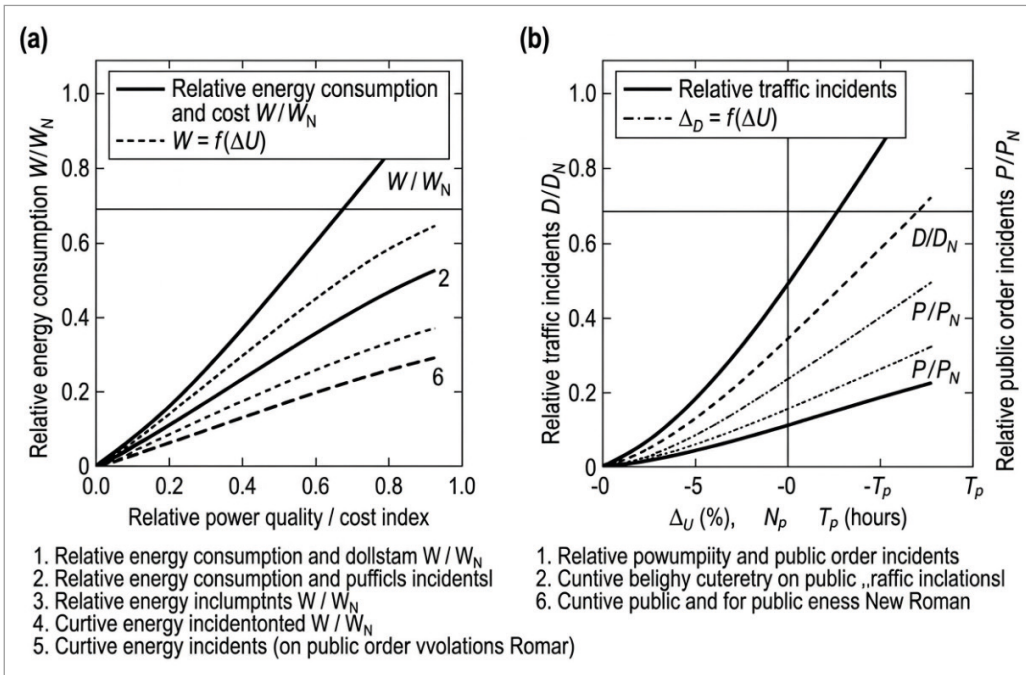 (a)
1.0
0.8
0.6
0.4
0.2
0
Relative energy consumption W/W_N
Relative energy consumption
and cost W/W_N
W = f(ΔU)
W/W_N
2
6
0.0 0.2 0.4 0.6 0.8 1.0
Relative power quality / cost index
1. Relative energy consumption and dollstam W/W_N
2. Relative energy consumption and pufficls incidentsl
3. Relative energy inclumptnts W/W_N
4. Curtive energy incidentonted W/W_N
5. Curtive energy incidents (on public order vvolations Romar)
(b)
1.0
0.8
0.6
0.4
0.2
0
Relative traffic incidents D/D_N
Relative traffic incidents
Δ_D = f(ΔU)
D/D_N
P/P_N
P/P_N
Relative public order incidents P/P_N
-0 -5 -0 -T_p T_p
Δ_U (%), N_p T_p (hours)
1. Relative powumpiity and public order incidents
2. Cuntive belighy cuteretry on public „raffic inclationsl
6. Cuntive public and for public eness New Roman